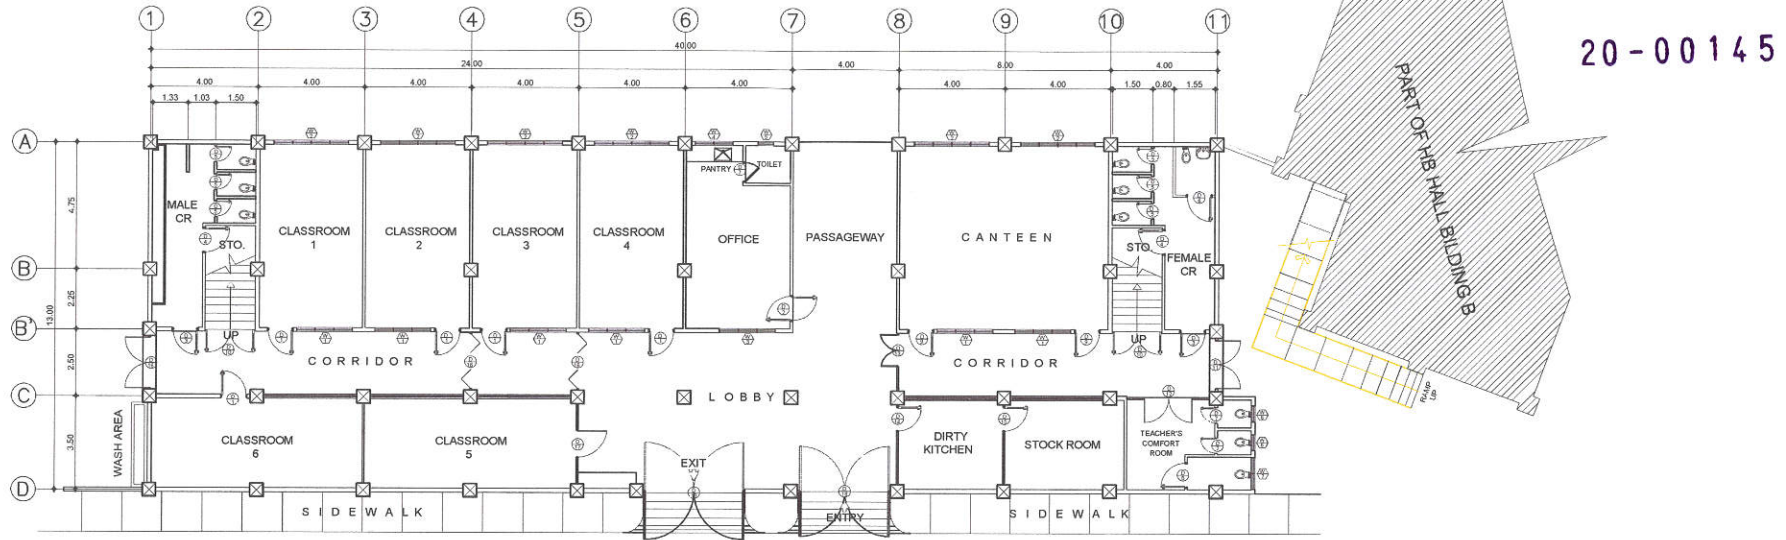 1 2 3 4 5 6 7 8 9 10 11
20-00145
40.00
24.00 4.00 8.00 4.00
4.00 4.00 4.00 4.00 4.00 4.00 4.00 4.00 1.50 0.80 1.55
1.33 1.03 1.50
A
B
B'
C
D
4.75
2.25
13.00
2.50
3.50
MALE
CR
STO.
UP
CLASSROOM
1
CLASSROOM
2
CLASSROOM
3
CLASSROOM
4
PANTRY
TOILET
OFFICE
PASSAGEWAY
CANTEEN
STO.
FEMALE
CR
UP
CORRIDOR
CORRIDOR
LOBBY
WASH AREA
CLASSROOM
6
CLASSROOM
5
EXIT
ENTRY
DIRTY
KITCHEN
STOCK ROOM
TEACHER'S
COMFORT
ROOM
SIDEWALK
SIDEWALK
PART OF HB HALL BILDING B
RAMP
UP